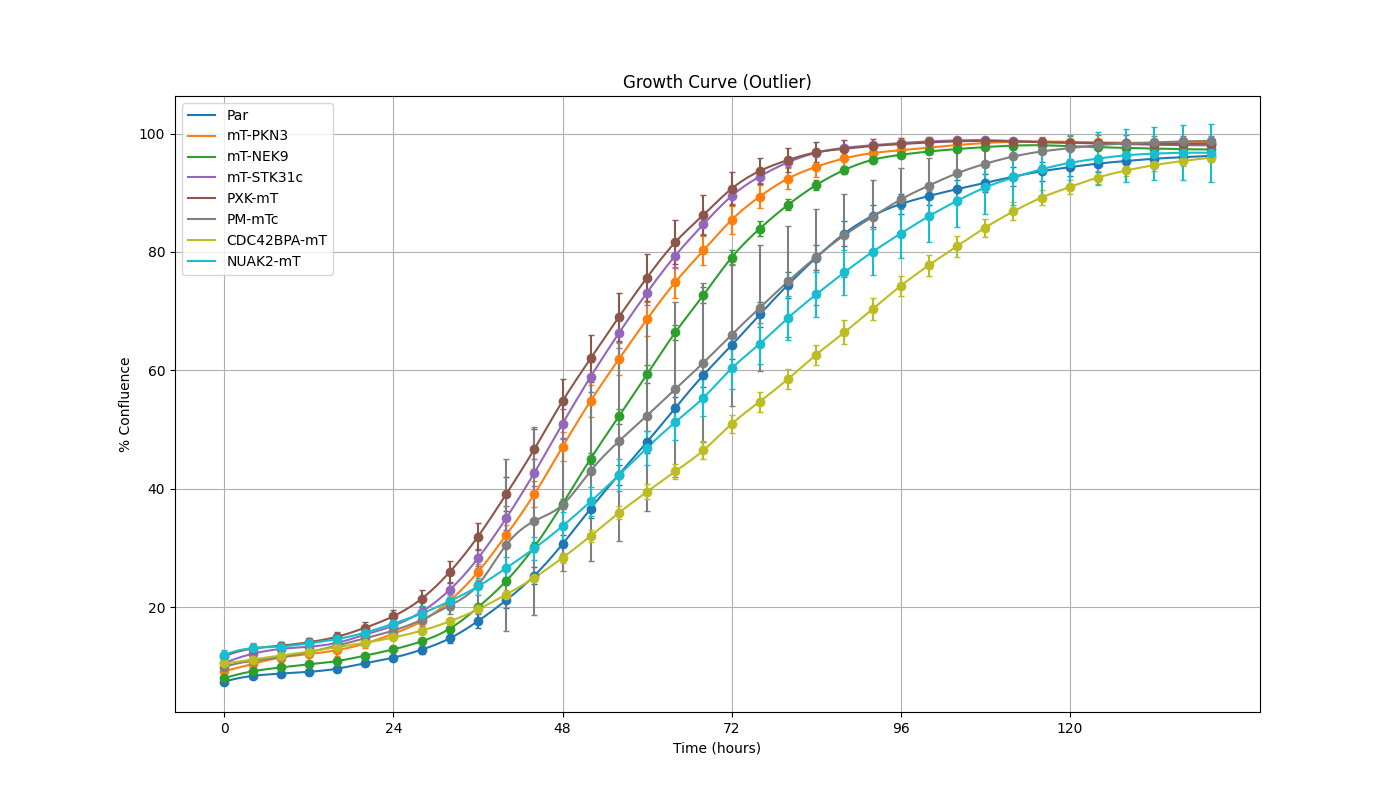 Growth Curve (Outlier)
Par
mT-PKN3
mT-NEK9
mT-STK31c
PXK-mT
PM-mTc
CDC42BPA-mT
NUAK2-mT
100
80
60
40
20
% Confluence
0 24 48 72 96 120
Time (hours)